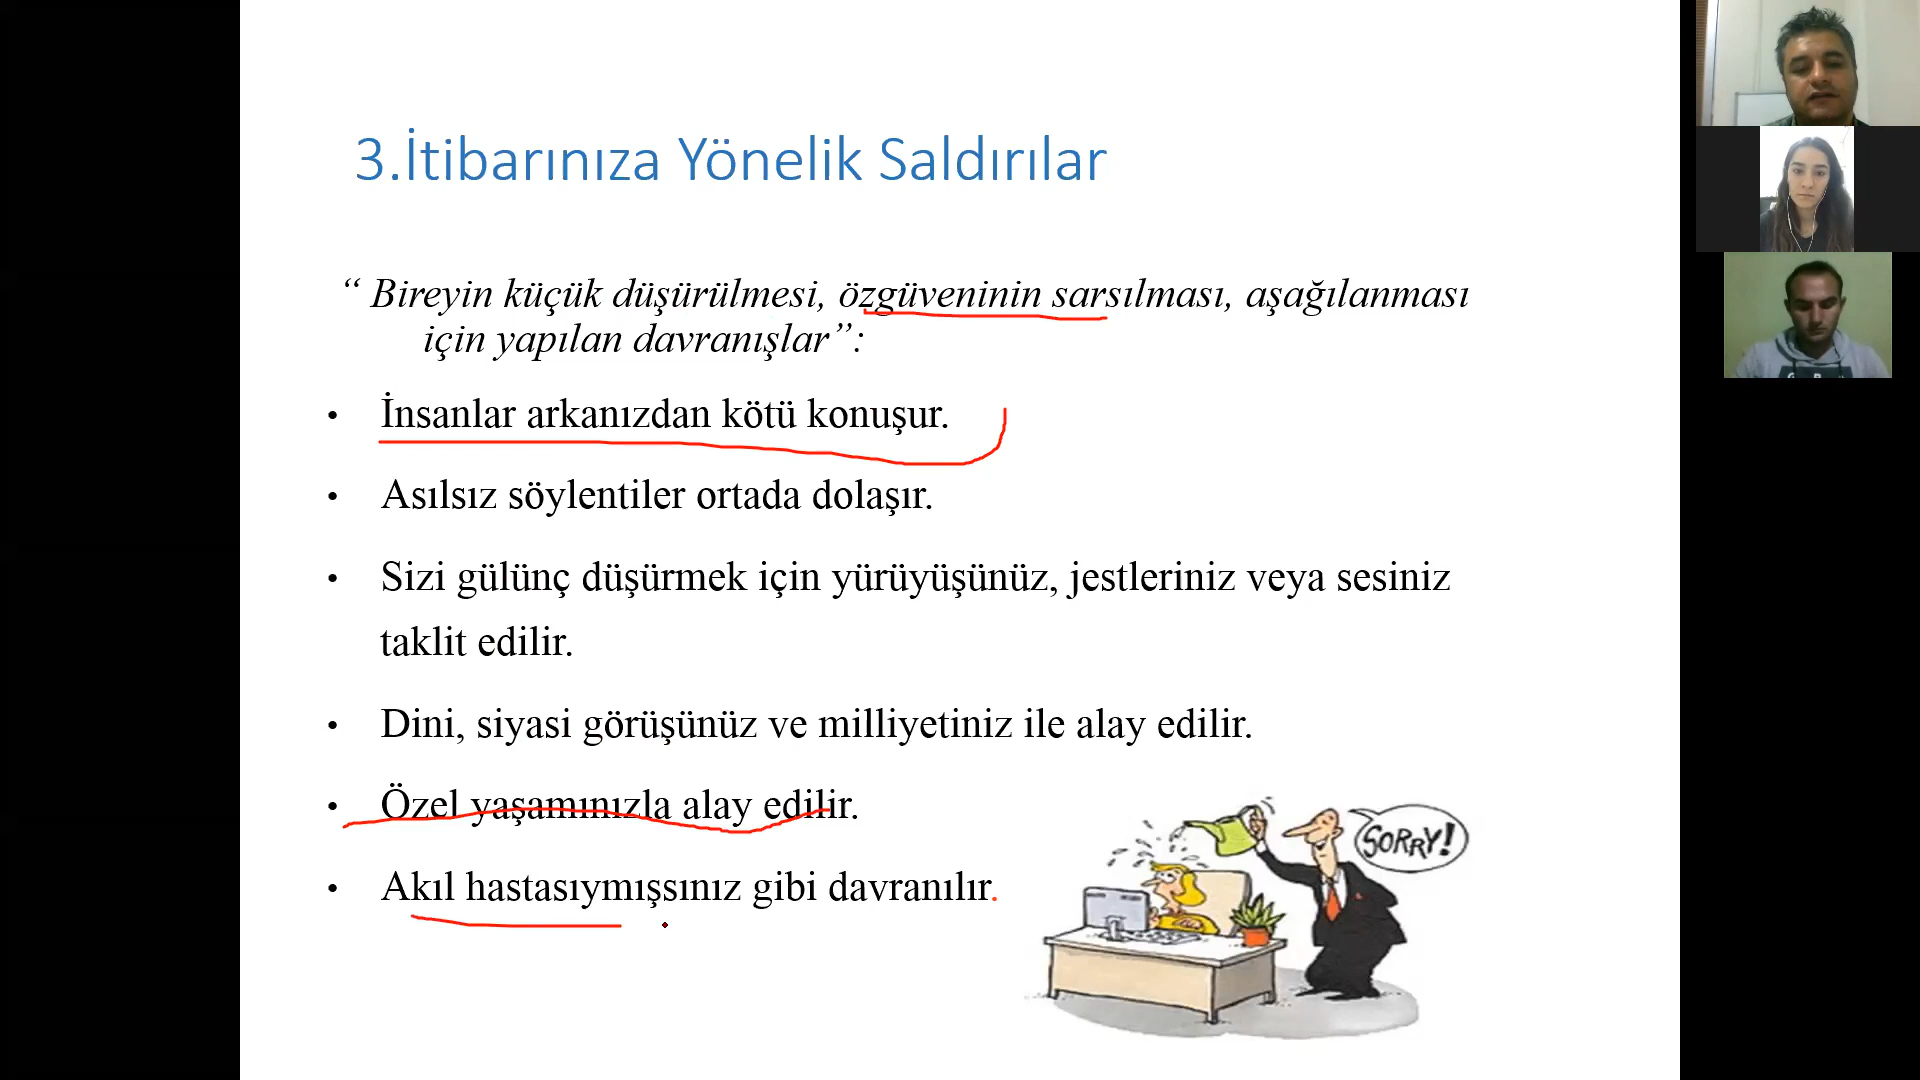 3.İtibarınıza Yönelik Saldırılar
“ Bireyin küçük düşürülmesi, özgüveninin sarsılması, aşağılanması
için yapılan davranışlar”:
• İnsanlar arkanızdan kötü konuşur.
• Asılsız söylentiler ortada dolaşır.
• Sizi gülünç düşürmek için yürüyüşünüz, jestleriniz veya sesiniz
taklit edilir.
• Dini, siyasi görüşünüz ve milliyetiniz ile alay edilir.
• Özel yaşamınızla alay edilir.
• Akıl hastasıymışsınız gibi davranılır.
SORRY!